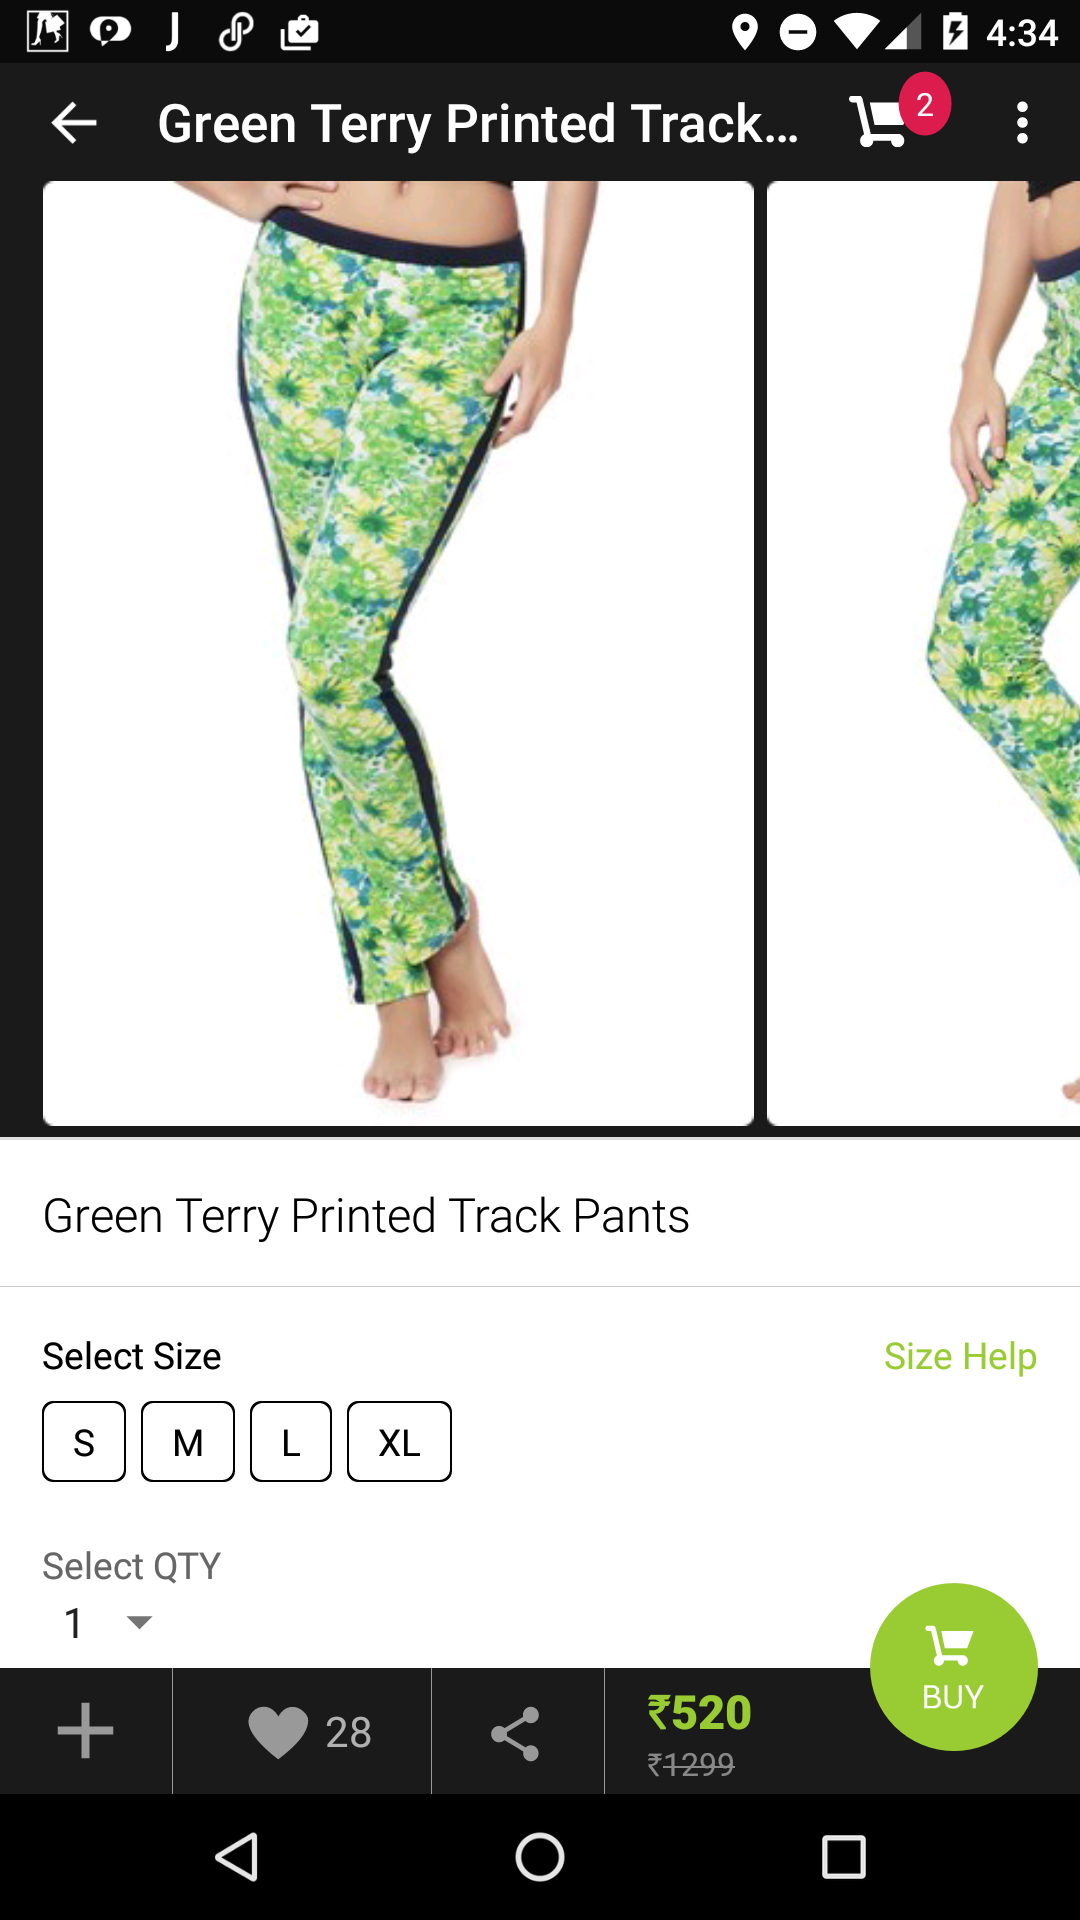 4:34
Green Terry Printed Track...
2
Green Terry Printed Track Pants
Select Size
Size Help
S M L XL
Select QTY
1
BUY
28
₹520
₹1299